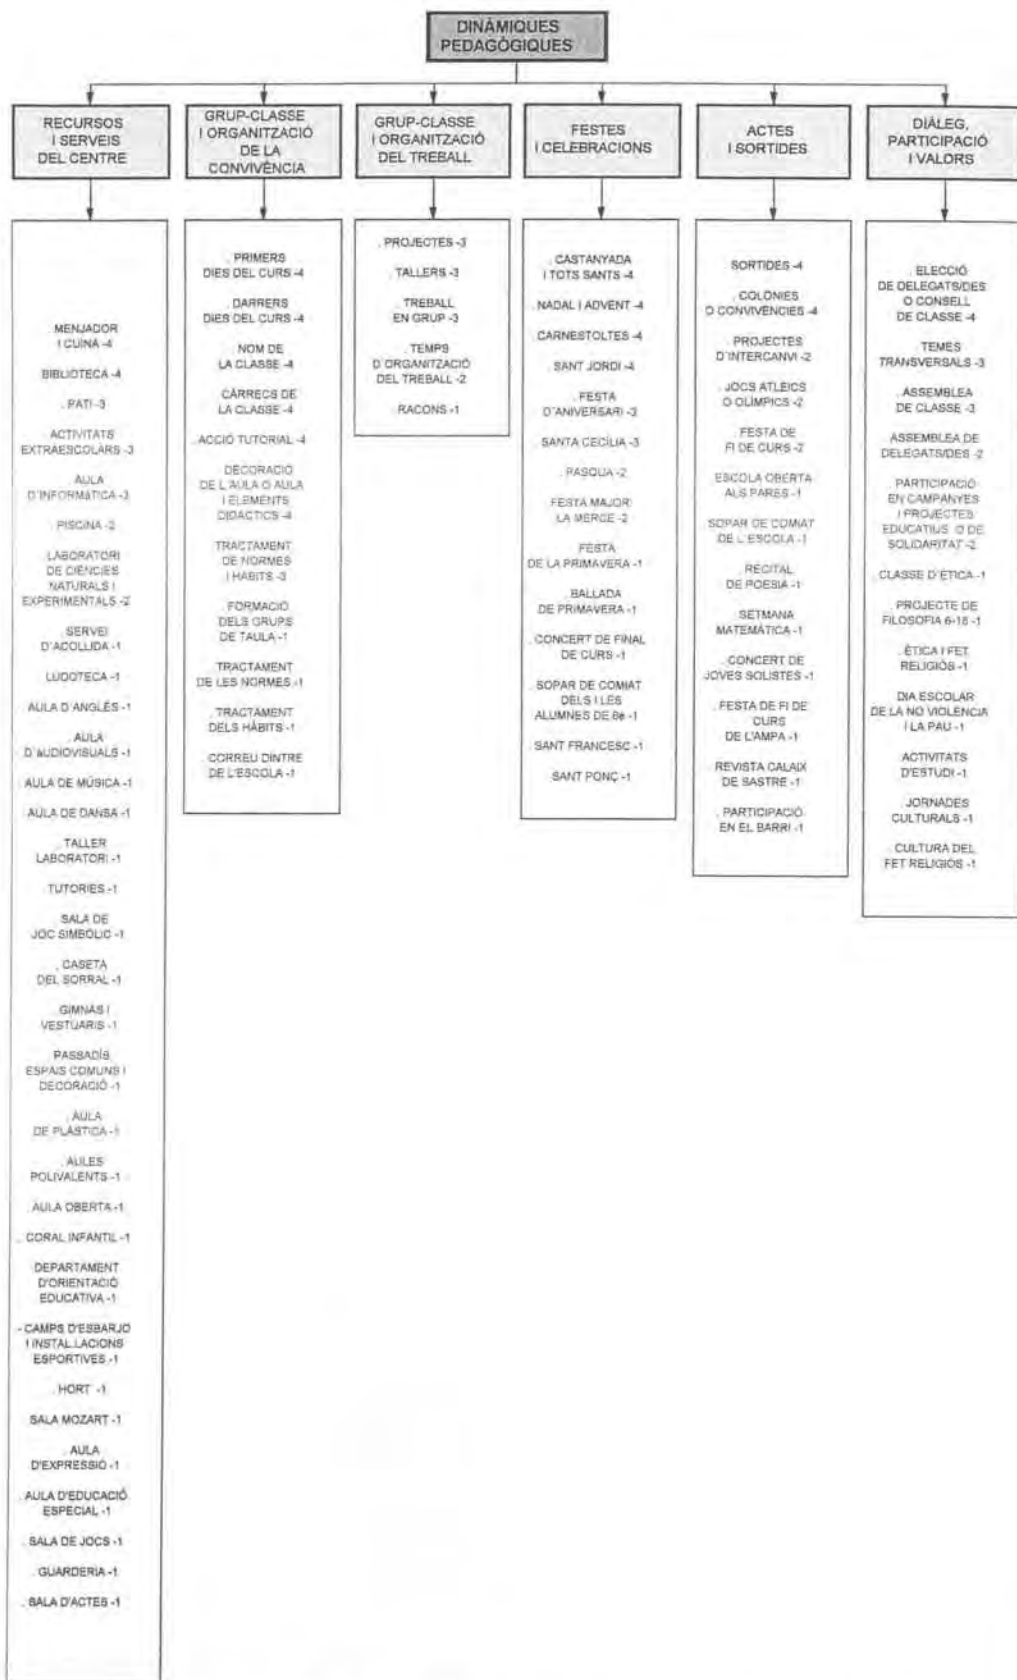 DINÀMIQUES
PEDAGÒGIQUES
RECURSOS
I SERVEIS
DEL CENTRE
GRUP-CLASSE
I ORGANITZACIÓ
DE LA
CONVIVÈNCIA
GRUP-CLASSE
I ORGANITZACIÓ
DEL TREBALL
FESTES
I CELEBRACIONS
ACTES
I SORTIDES
DIÀLEG,
PARTICIPACIÓ
I VALORS
MENJADOR
I CUINA -4
BIBLIOTECA -4
. PATI -3
ACTIVITATS
EXTRAESCOLARS -3
AULA
D'INFORMÀTICA -3
PISCINA -2
LABORATORI
DE CIÈNCIES
NATURALS I
EXPERIMENTALS -2
. SERVEI
D'ACOLLIDA -1
LUDOTECA -1
AULA D'ANGLÈS -1
. AULA
D'AUDIOVISUALS -1
AULA DE MÚSICA -1
AULA DE DANSA -1
. TALLER
LABORATORI -1
TUTORIES -1
SALA DE
JOC SIMBÒLIC -1
. CASETA
DEL SORRAL -1
GIMNÀS I
VESTUARIS -1
PASSADÍS
ESPAIS COMUNS I
DECORACIÓ -1
. AULA
DE PLÀSTICA -1
. AULES
POLIVALENTS -1
AULA OBERTA -1
. CORAL INFANTIL -1
DEPARTAMENT
D'ORIENTACIÓ
EDUCATIVA -1
- CAMPS D'ESBARJO
I INSTAL.LACIONS
ESPORTIVES -1
. HORT -1
SALA MOZART -1
. AULA
D'EXPRESSIÓ -1
. AULA D'EDUCACIÓ
ESPECIAL -1
. SALA DE JOCS -1
. GUARDERIA -1
. SALA D'ACTES -1
. PRIMERS
DIES DEL CURS -4
. DARRERS
DIES DEL CURS -4
. NOM DE
LA CLASSE -4
. CÀRRECS DE
LA CLASSE -4
. ACCIÓ TUTORIAL -4
DECORACIÓ
DE L'AULA O AULA
I ELEMENTS
DIDÀCTICS -4
TRACTAMENT
DE NORMES
I HÀBITS -3
. FORMACIÓ
DELS GRUPS
DE TAULA -1
. TRACTAMENT
DE LES NORMES -1
. TRACTAMENT
DELS HÀBITS -1
. CORREU DINTRE
DE L'ESCOLA -1
. PROJECTES -3
. TALLERS -3
. TREBALL
EN GRUP -3
. TEMPS
D'ORGANITZACIÓ
DEL TREBALL -2
. RACONS -1
. CASTANYADA
I TOTS SANTS -4
. NADAL I ADVENT -4
. CARNESTOLTES -4
. SANT JORDI -4
. FESTA
D'ANIVERSARI -3
SANTA CECÍLIA -3
. PASQUA -2
FESTA MAJOR
LA MERCÈ -2
. FESTA
DE LA PRIMAVERA -1
. BALLADA
DE PRIMAVERA -1
. CONCERT DE FINAL
DE CURS -1
. SOPAR DE COMIAT
DELS I LES
ALUMNES DE 6è -1
. SANT FRANCESC -1
SANT PONÇ -1
. SORTIDES -4
. COLÒNIES
O CONVIVÈNCIES -4
. PROJECTES
D'INTERCANVI -2
. JOCS ATLÈICS
O OLÍMPICS -2
. FESTA DE
FI DE CURS -2
ESCOLA OBERTA
ALS PARES -1
SOPAR DE COMIAT
DE L'ESCOLA -1
. RECITAL
DE POESIA -1
. SETMANA
MATEMÀTICA -1
. CONCERT DE
JOVES SOLISTES -1
. FESTA DE FI DE
CURS
DE L'AMPA -1
REVISTA CALAIX
DE SASTRE -1
. PARTICIPACIÓ
EN EL BARRI -1
. ELECCIÓ
DE DELEGATS/DES
O CONSELL
DE CLASSE -4
. TEMES
TRANSVERSALS -3
. ASSEMBLEA
DE CLASSE -3
. ASSEMBLEA DE
DELEGATS/DES -2
. PARTICIPACIÓ
EN CAMPANYES
I PROJECTES
EDUCATIUS O DE
SOLIDARITAT -2
CLASSE D'ÈTICA -1
. PROJECTE DE
FILOSOFIA 6-18 -1
. ÈTICA I FET
RELIGIÓS -1
DIA ESCOLAR
DE LA NO VIOLÈNCIA
I LA PAU -1
ACTIVITATS
D'ESTUDI -1
. JORNADES
CULTURALS -1
. CULTURA DEL
FET RELIGIÓS -1